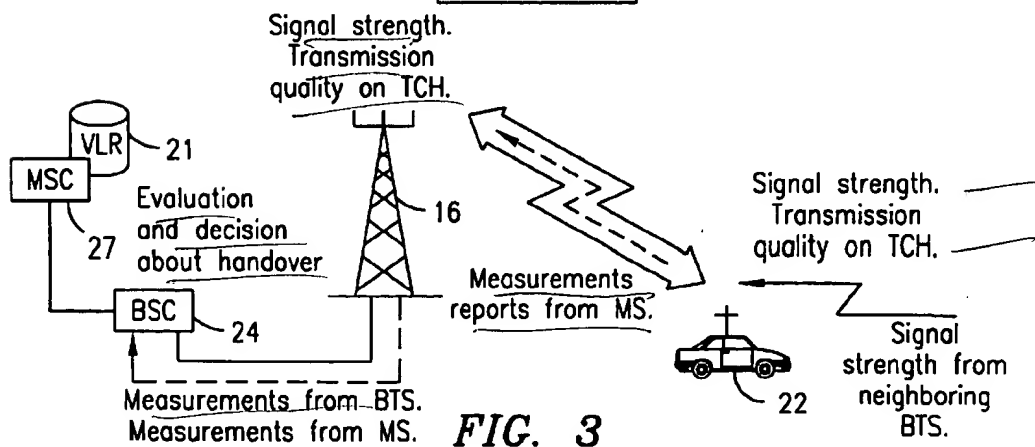 Signal strength.
Transmission
quality on TCH.
VLR
21
MSC
27
Evaluation
and decision
about handover
16
BSC
24
Measurements
reports from MS.
Signal strength.
Transmission
quality on TCH.
Signal
strength from
neighboring
BTS.
22
Measurements from BTS.
Measurements from MS.
FIG. 3